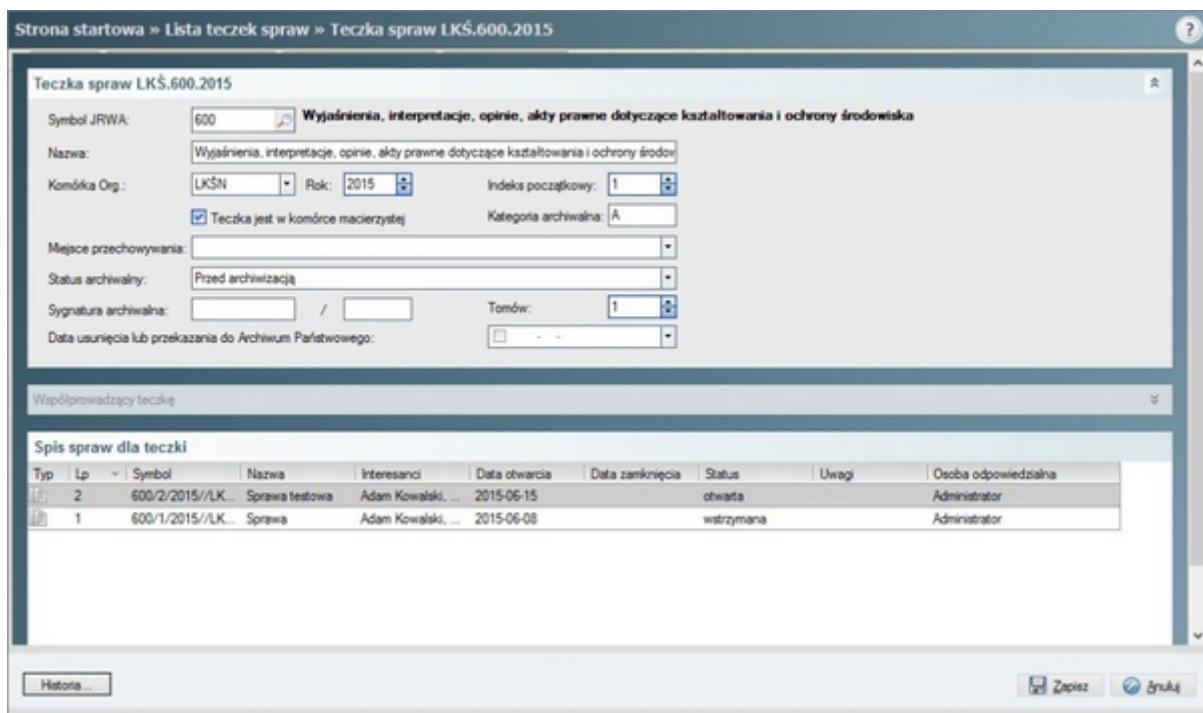 Strona startowa » Lista teczek spraw » Teczka spraw LKŚ.600.2015 ?
Teczka spraw LKŚ.600.2015
Symbol JRWA: 600 Wyjaśnienia, interpretacje, opinie, akty prawne dotyczące kształtowania i ochrony środowiska
Nazwa: Wyjaśnienia, interpretacje, opinie, akty prawne dotyczące kształtowania i ochrony środow
Komórka Org.: LKŚN Rok: 2015 Indeks początkowy: 1
Teczka jest w komórce macierzystej Kategoria archiwalna: A
Miejsce przechowywania:
Status archiwalny: Przed archiwizacją
Sygnatura archiwalna: / Tomów: 1
Data usunięcia lub przekazania do Archiwum Państwowego: - -
Współprowadzący teczkę
Spis spraw dla teczki
Typ Lp Symbol Nazwa Interesanci Data otwarcia Data zamknięcia Status Uwagi Osoba odpowiedzialna
2 600/2/2015//LK... Sprawa testowa Adam Kowalski, ... 2015-06-15 otwarta Administrator
1 600/1/2015//LK... Sprawa Adam Kowalski, ... 2015-06-08 wstrzymana Administrator
Historia... Zapisz Anuluj